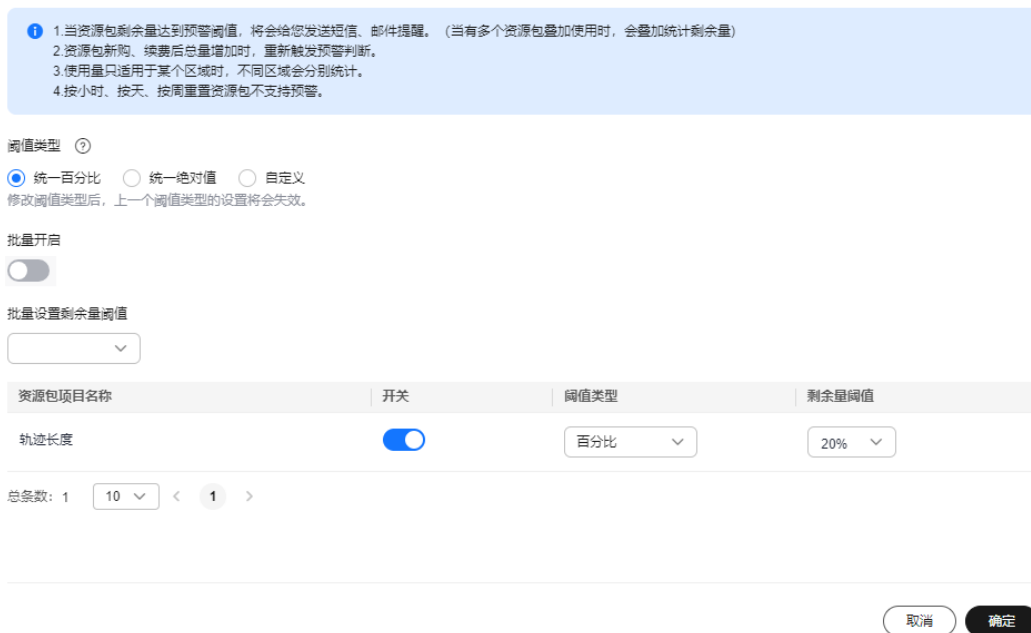 1.当资源包剩余量达到预警阈值，将会给您发送短信、邮件提醒。（当有多个资源包叠加使用时，会叠加统计剩余量）
2.资源包新购、续费后总量增加时，重新触发预警判断。
3.使用量只适用于某个区域时，不同区域会分别统计。
4.按小时、按天、按周重置资源包不支持预警。
阈值类型
统一百分比 统一绝对值 自定义
修改阈值类型后，上一个阈值类型的设置将会失效。
批量开启
批量设置剩余量阈值
资源包项目名称 开关 阈值类型 剩余量阈值
轨迹长度 百分比 20%
总条数：1 10 1
取消 确定